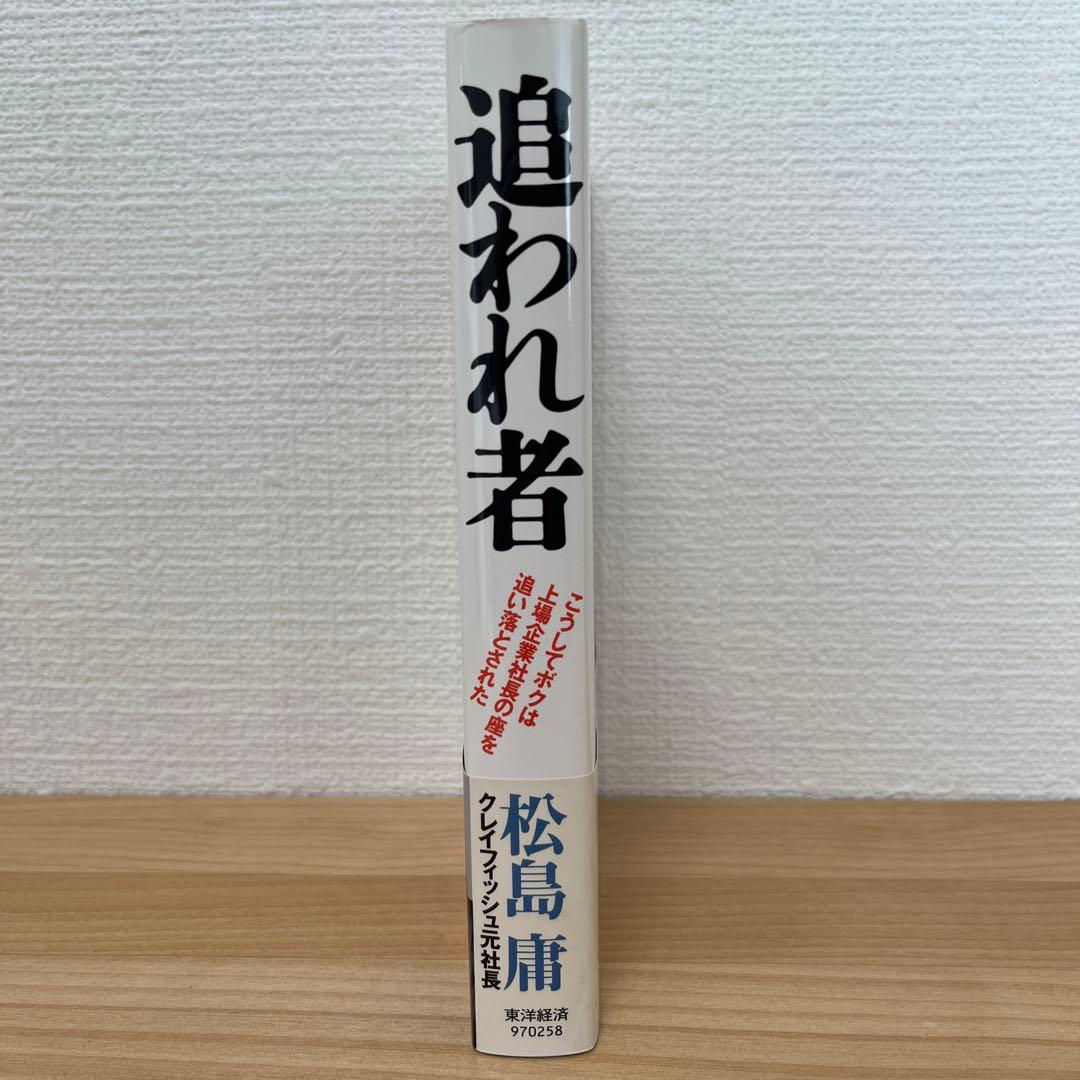 追われ者
こうしてボクは
上場企業社長の座を
追い落とされた
松島 庸
クレイフィッシュ元社長
東洋経済
970258